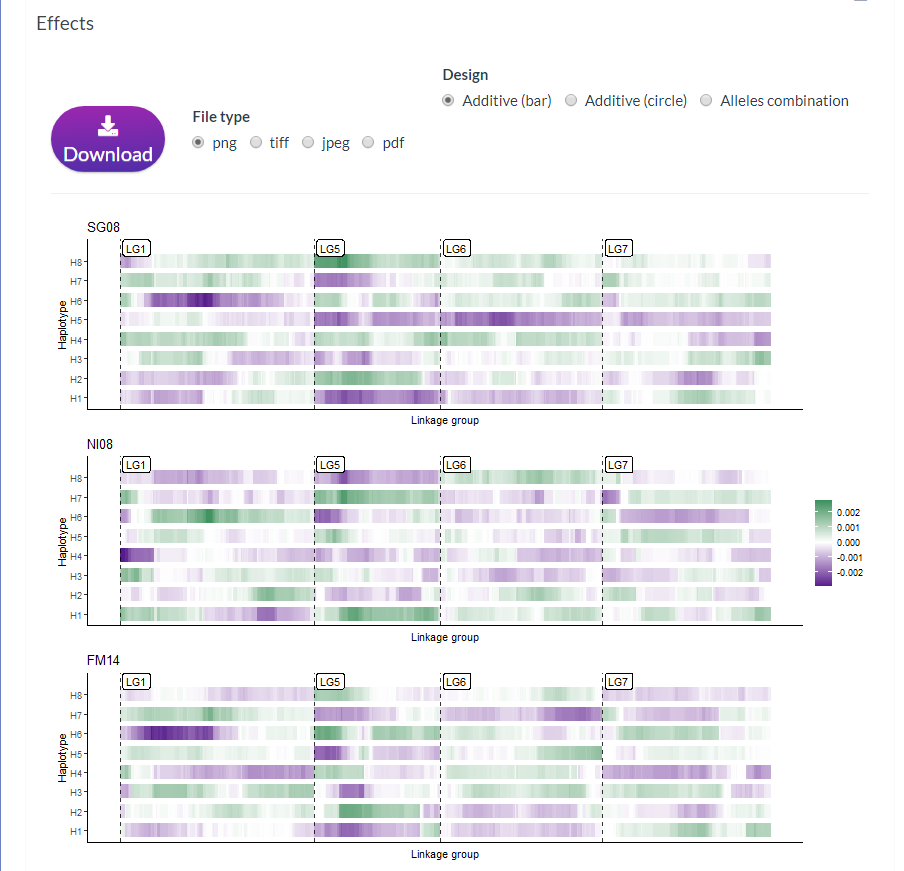 Effects
Design
Additive (bar) Additive (circle) Alleles combination
File type
Download
png tiff jpeg pdf
SG08
LG1 LG5 LG6 LG7
H8
H7
H6
H5
H4
H3
H2
H1
Haplotype
Linkage group
NI08
LG1 LG5 LG6 LG7
H8
H7
H6
H5
H4
H3
H2
H1
Haplotype
Linkage group
0.002
0.001
0.000
-0.001
-0.002
FM14
LG1 LG5 LG6 LG7
H8
H7
H6
H5
H4
H3
H2
H1
Haplotype
Linkage group